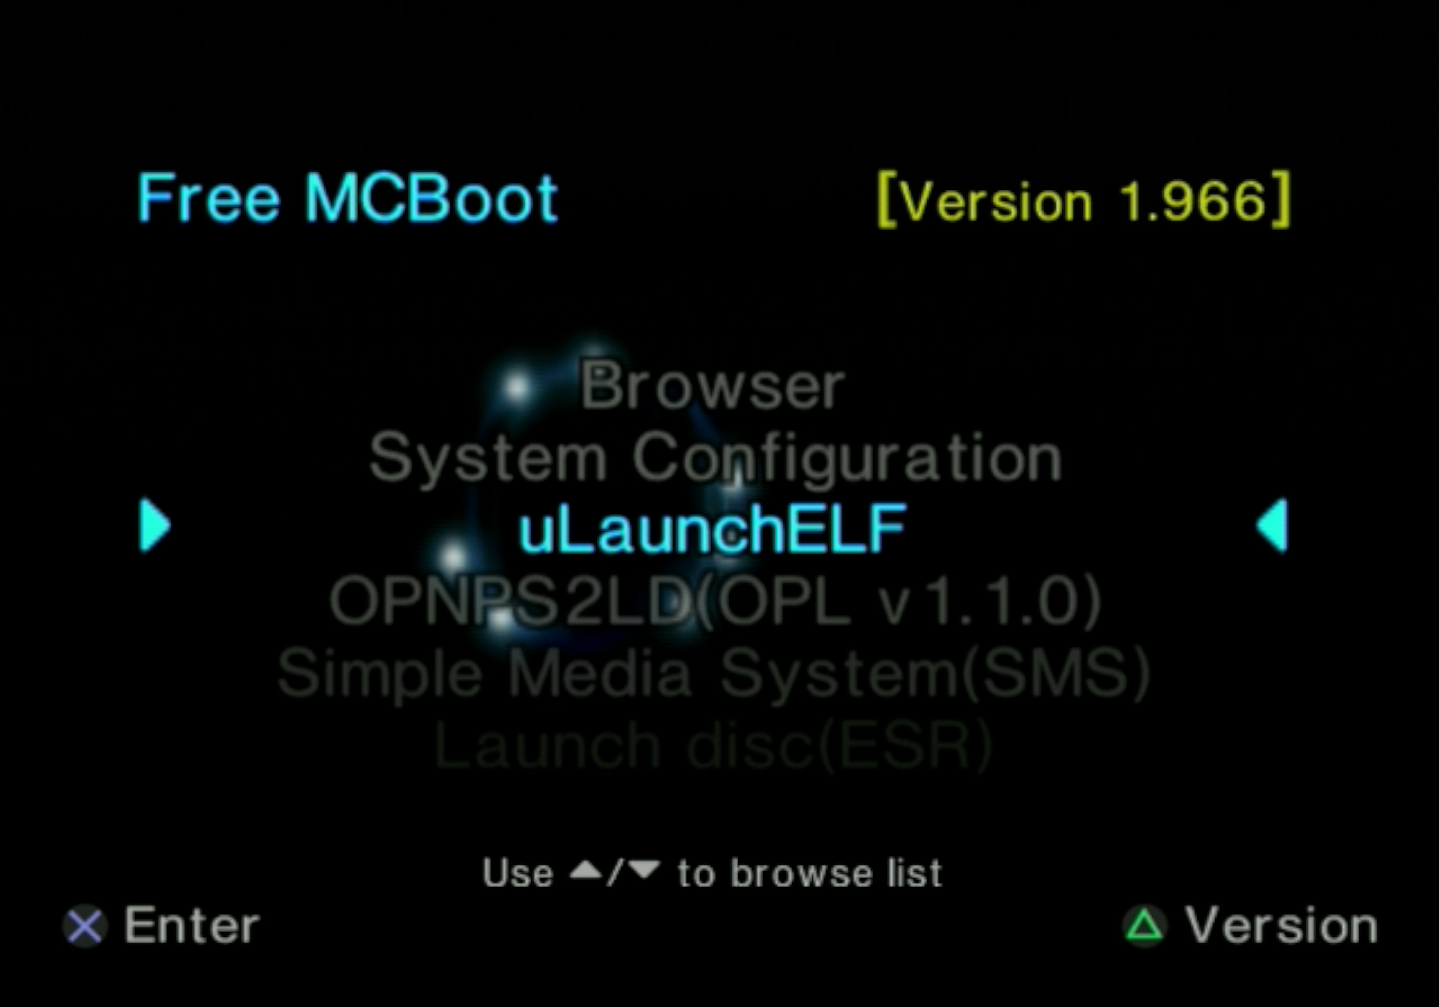 Free MCBoot [Version 1.966]
Browser
System Configuration
uLaunchELF
OPNPS2LD(OPL v1.1.0)
Simple Media System(SMS)
Launch disc(ESR)
Use ▲/▼ to browse list
Enter Version